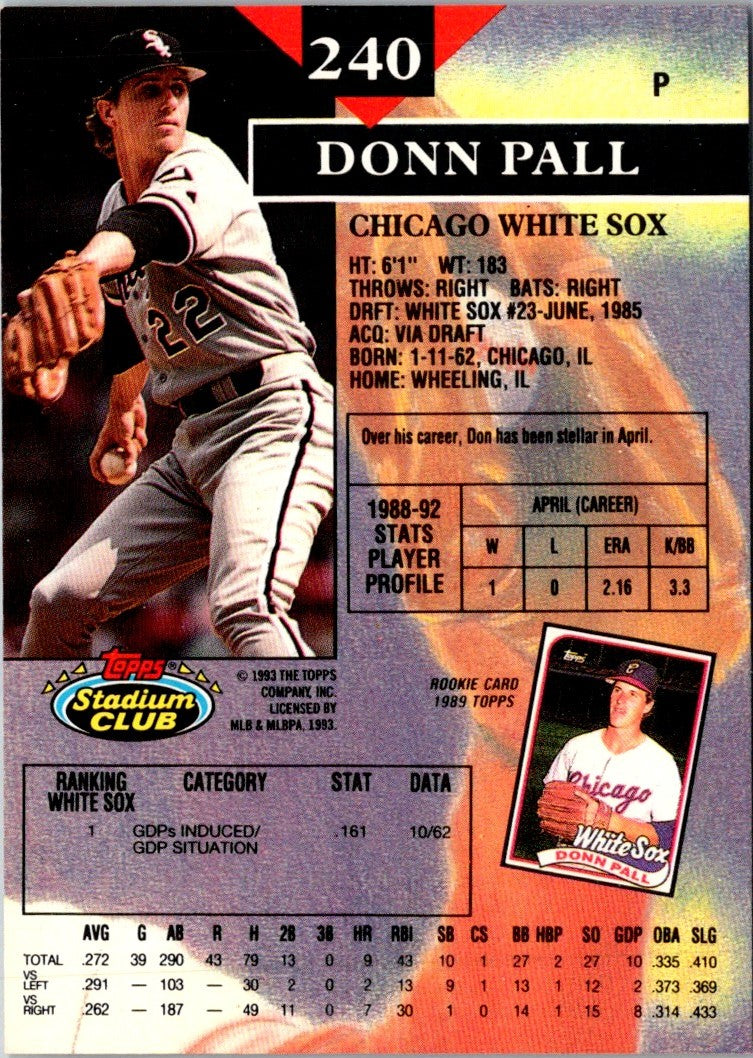 240
P
DONN PALL
CHICAGO WHITE SOX
HT: 6'1" WT: 183
THROWS: RIGHT BATS: RIGHT
DRFT: WHITE SOX #23-JUNE, 1985
ACQ: VIA DRAFT
BORN: 1-11-62, CHICAGO, IL
HOME: WHEELING, IL
Sox
22
Over his career, Don has been stellar in April.
1988-92
STATS
PLAYER
PROFILE
APRIL (CAREER)
W L ERA K/BB
1 0 2.16 3.3
Topps®
Stadium
CLUB
© 1993 THE TOPPS
COMPANY, INC.
LICENSED BY
MLB & MLBPA, 1993.
ROOKIE CARD
1989 TOPPS
Topps
C
Chicago
White Sox
DONN PALL
RANKING CATEGORY STAT DATA
WHITE SOX
1 GDPs INDUCED/ .161 10/62
GDP SITUATION
AVG G AB R H 2B 3B HR RBI SB CS BB HBP SO GDP OBA SLG
TOTAL .272 39 290 43 79 13 0 9 43 10 1 27 2 27 10 .335 .410
VS
LEFT .291 — 103 — 30 2 0 2 13 9 1 13 1 12 2 .373 .369
VS
RIGHT .262 — 187 — 49 11 0 7 30 1 0 14 1 15 8 .314 .433